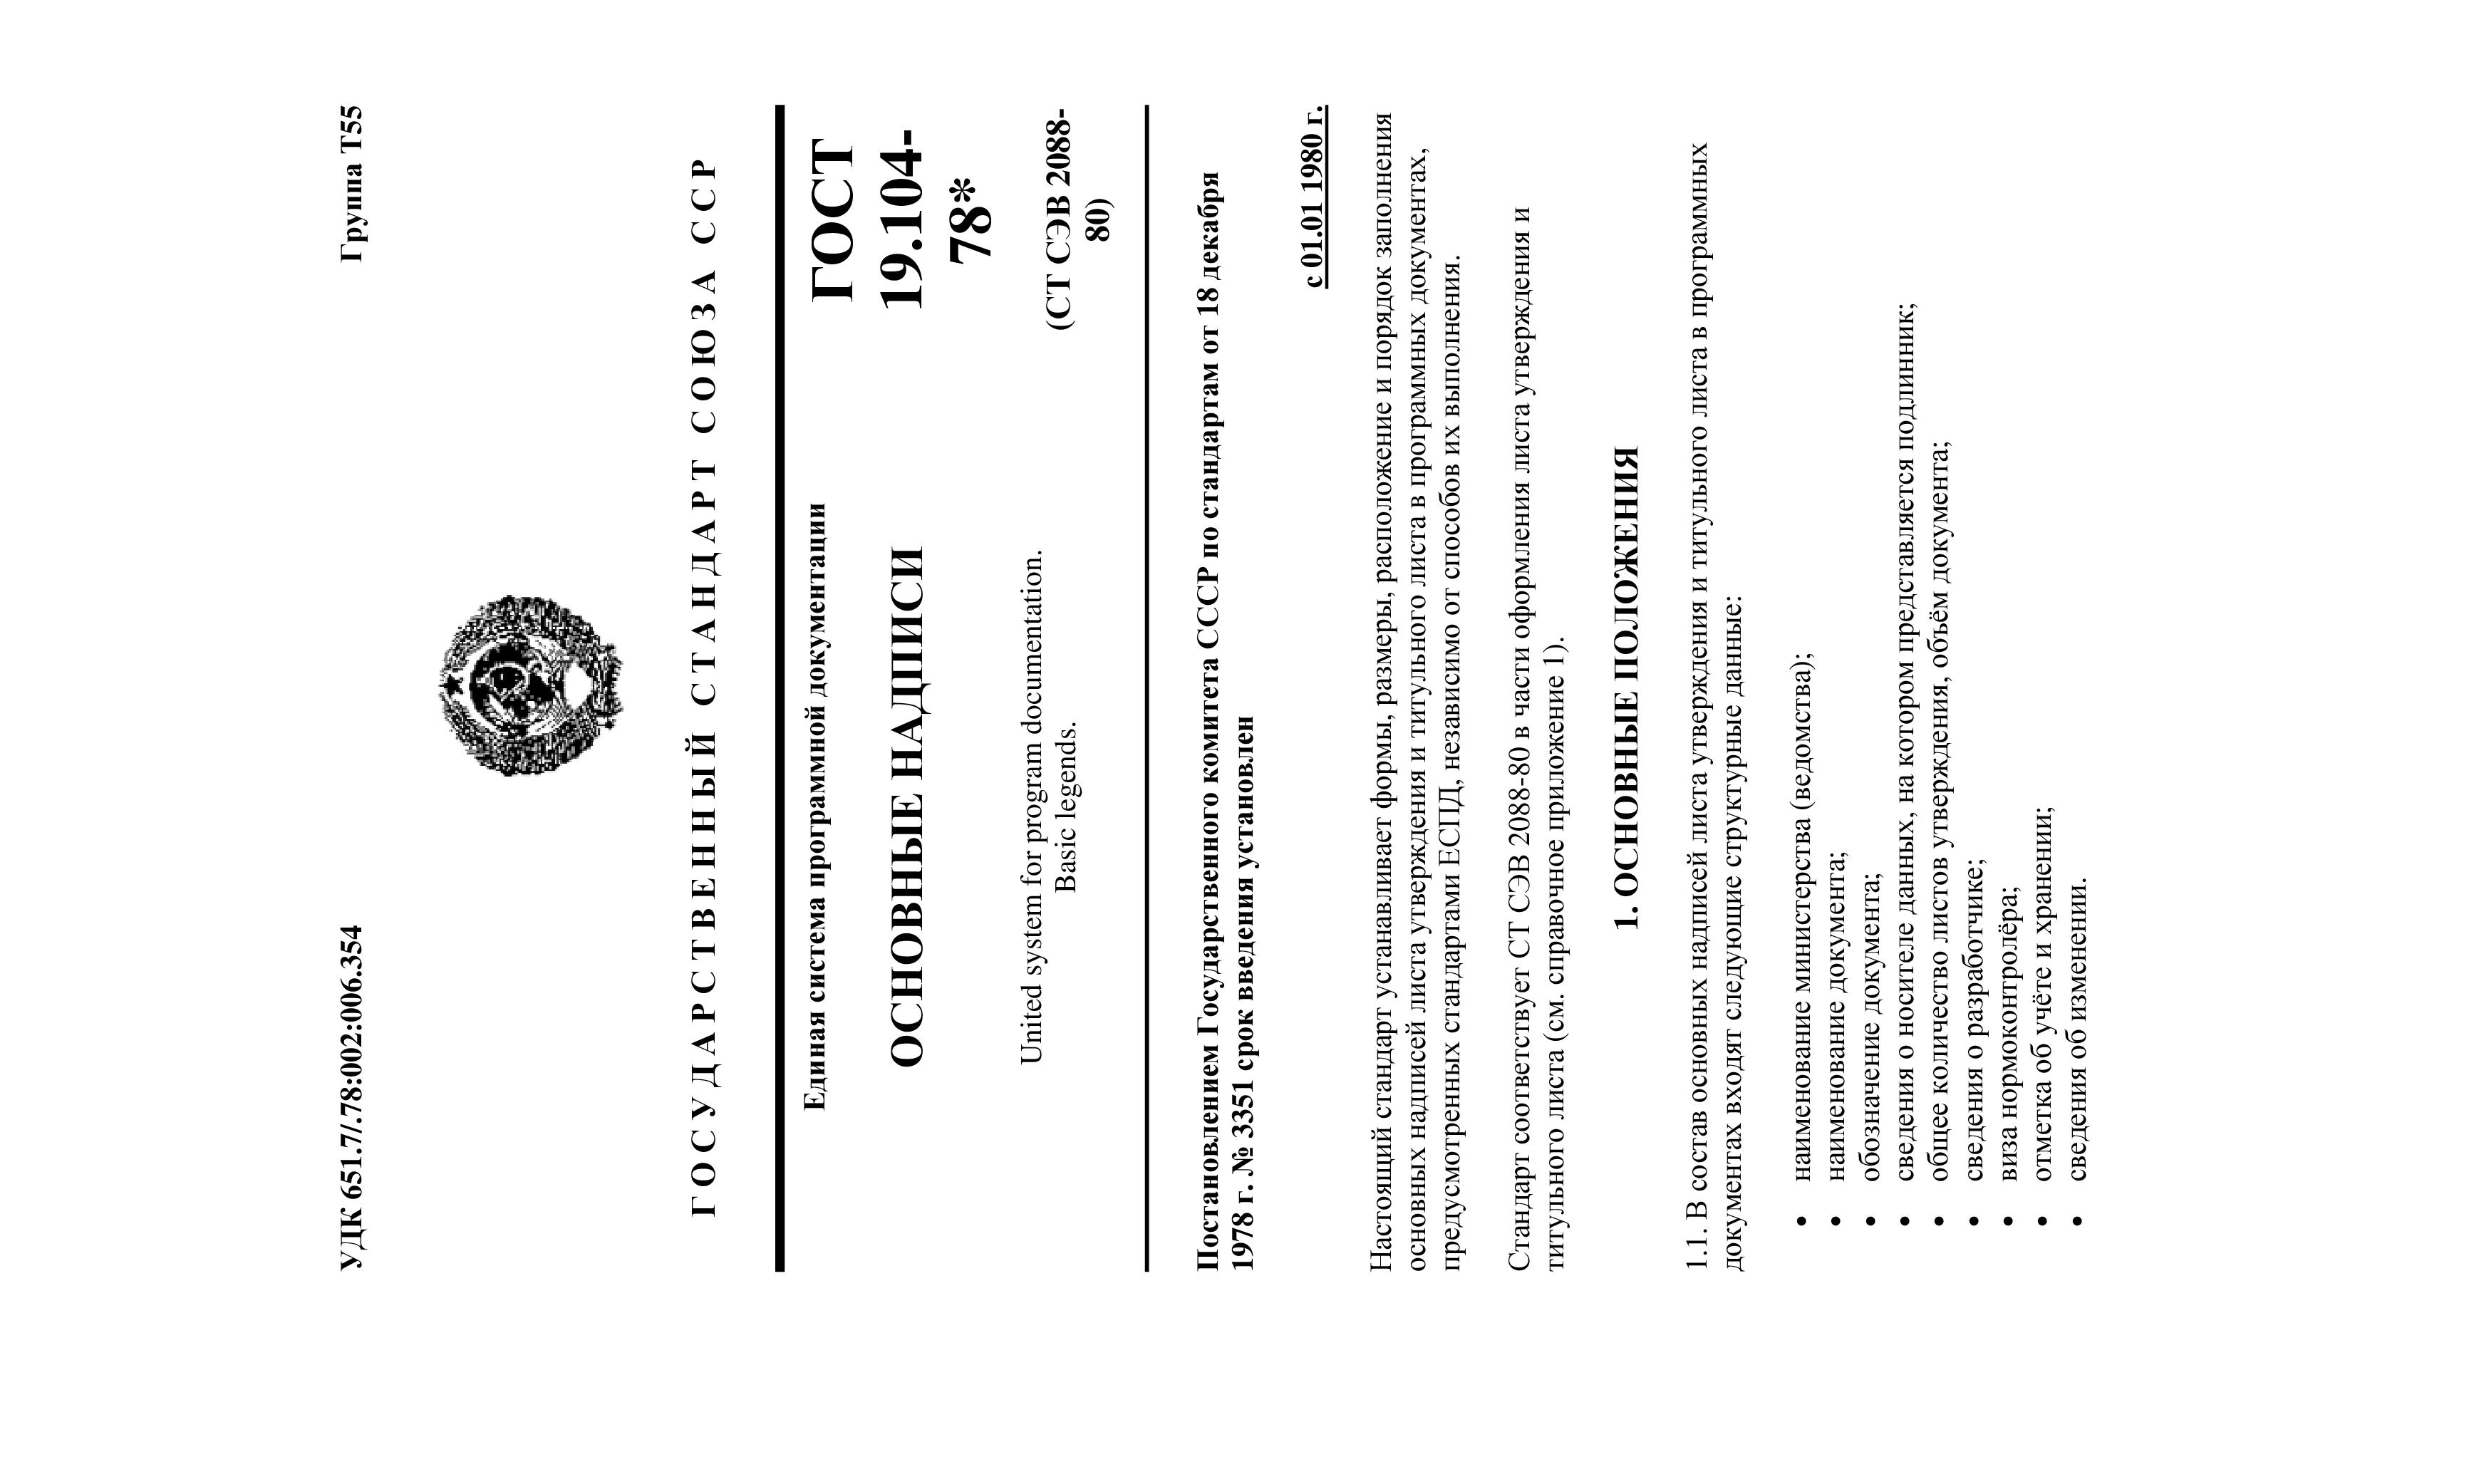 УДК 651.7/.78:002:006.354 Группа Т55
ГОСУДАРСТВЕННЫЙ СТАНДАРТ СОЮЗА ССР
Единая система программной документации
ОСНОВНЫЕ НАДПИСИ
United system for program documentation.
Basic legends.
ГОСТ
19.104-
78*
(СТ СЭВ 2088-
80)
Постановлением Государственного комитета СССР по стандартам от 18 декабря
1978 г. № 3351 срок введения установлен
с 01.01 1980 г.
Настоящий стандарт устанавливает формы, размеры, расположение и порядок заполнения
основных надписей листа утверждения и титульного листа в программных документах,
предусмотренных стандартами ЕСПД, независимо от способов их выполнения.
Стандарт соответствует СТ СЭВ 2088-80 в части оформления листа утверждения и
титульного листа (см. справочное приложение 1).
1. ОСНОВНЫЕ ПОЛОЖЕНИЯ
1.1. В состав основных надписей листа утверждения и титульного листа в программных
документах входят следующие структурные данные:
• наименование министерства (ведомства);
• наименование документа;
• обозначение документа;
• сведения о носителе данных, на котором представляется подлинник;
• общее количество листов утверждения, объём документа;
• сведения о разработчике;
• виза нормоконтролёра;
• отметка об учёте и хранении;
• сведения об изменении.